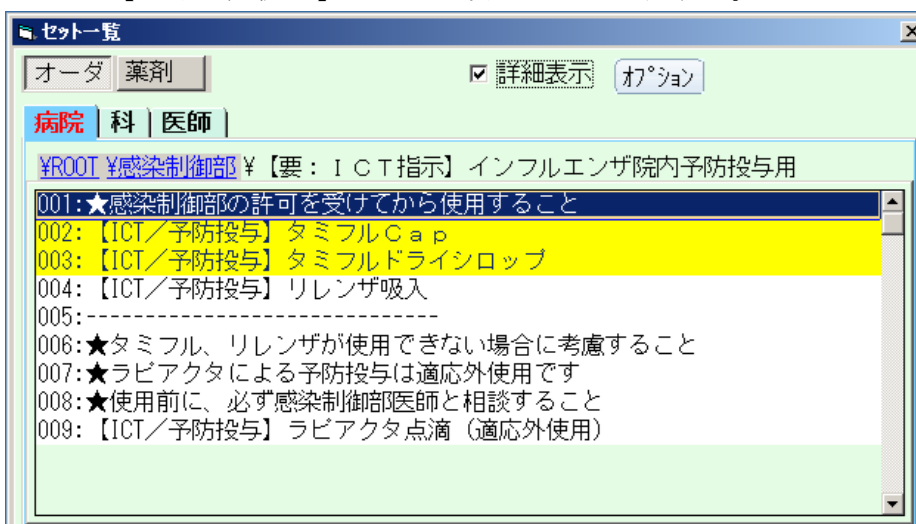 セット一覧
オーダ 薬剤 詳細表示 ｵﾌﾟｼｮﾝ
病院 科 医師
¥ROOT ¥感染制御部 ¥【要：ＩＣＴ指示】インフルエンザ院内予防投与用
001:★感染制御部の許可を受けてから使用すること
002:【ICT／予防投与】タミフルＣａｐ
003:【ICT／予防投与】タミフルドライシロップ
004:【ICT／予防投与】リレンザ吸入
005:------------------------------
006:★タミフル、リレンザが使用できない場合に考慮すること
007:★ラピアクタによる予防投与は適応外使用です
008:★使用前に、必ず感染制御部医師と相談すること
009:【ICT／予防投与】ラピアクタ点滴（適応外使用）